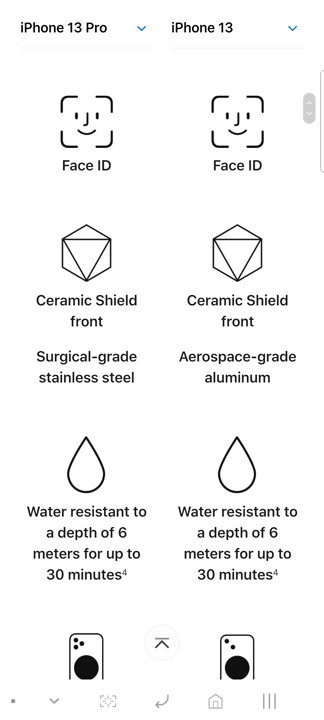 iPhone 13 Pro
iPhone 13
Face ID
Face ID
Ceramic Shield
front
Ceramic Shield
front
Surgical-grade
stainless steel
Aerospace-grade
aluminum
Water resistant to
a depth of 6
meters for up to
30 minutes⁴
Water resistant to
a depth of 6
meters for up to
30 minutes⁴